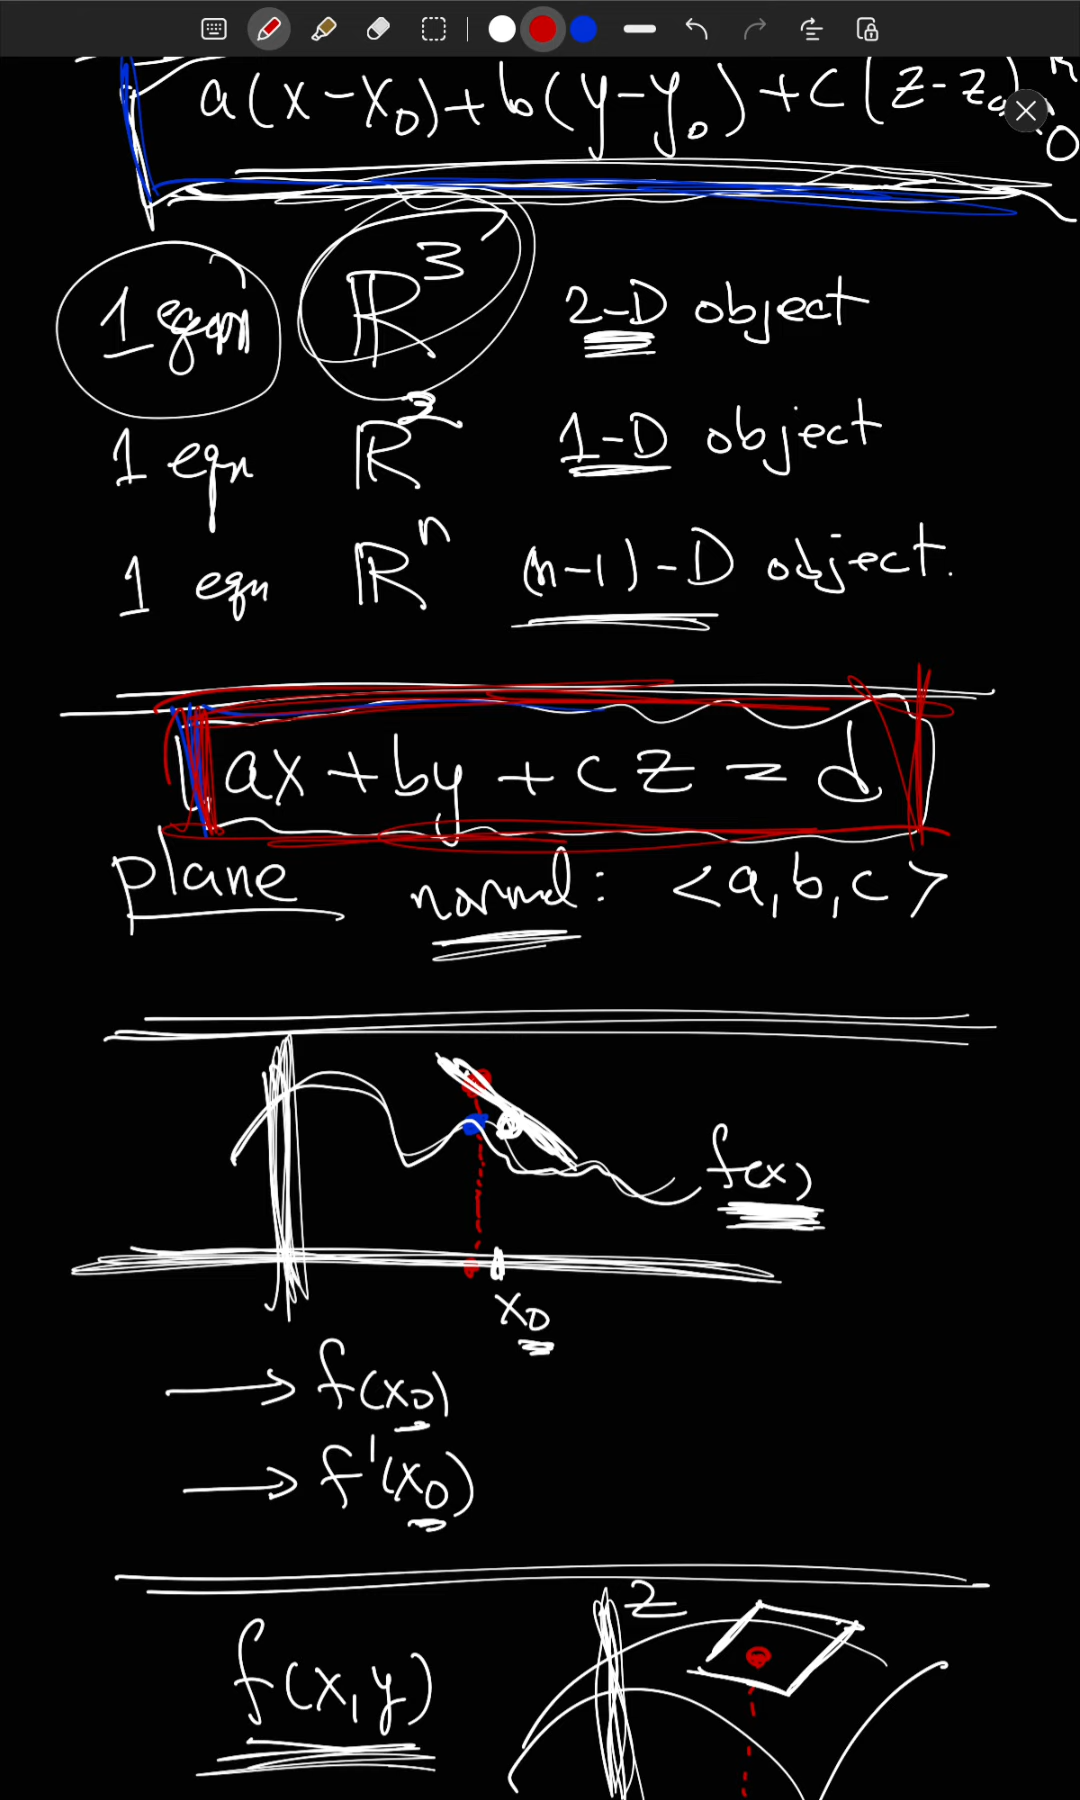 a(x-x₀)+b(y-y₀)+c(z-z₀)
0
1 eqn ℝ³ 2-D object
1 eqn ℝ² 1-D object
1 eqn ℝⁿ (n-1)-D object.
ax+by+cz=d
plane normal: <a,b,c>
f(x)
x₀
→ f(x₀)
→ f'(x₀)
z
f(x,y)